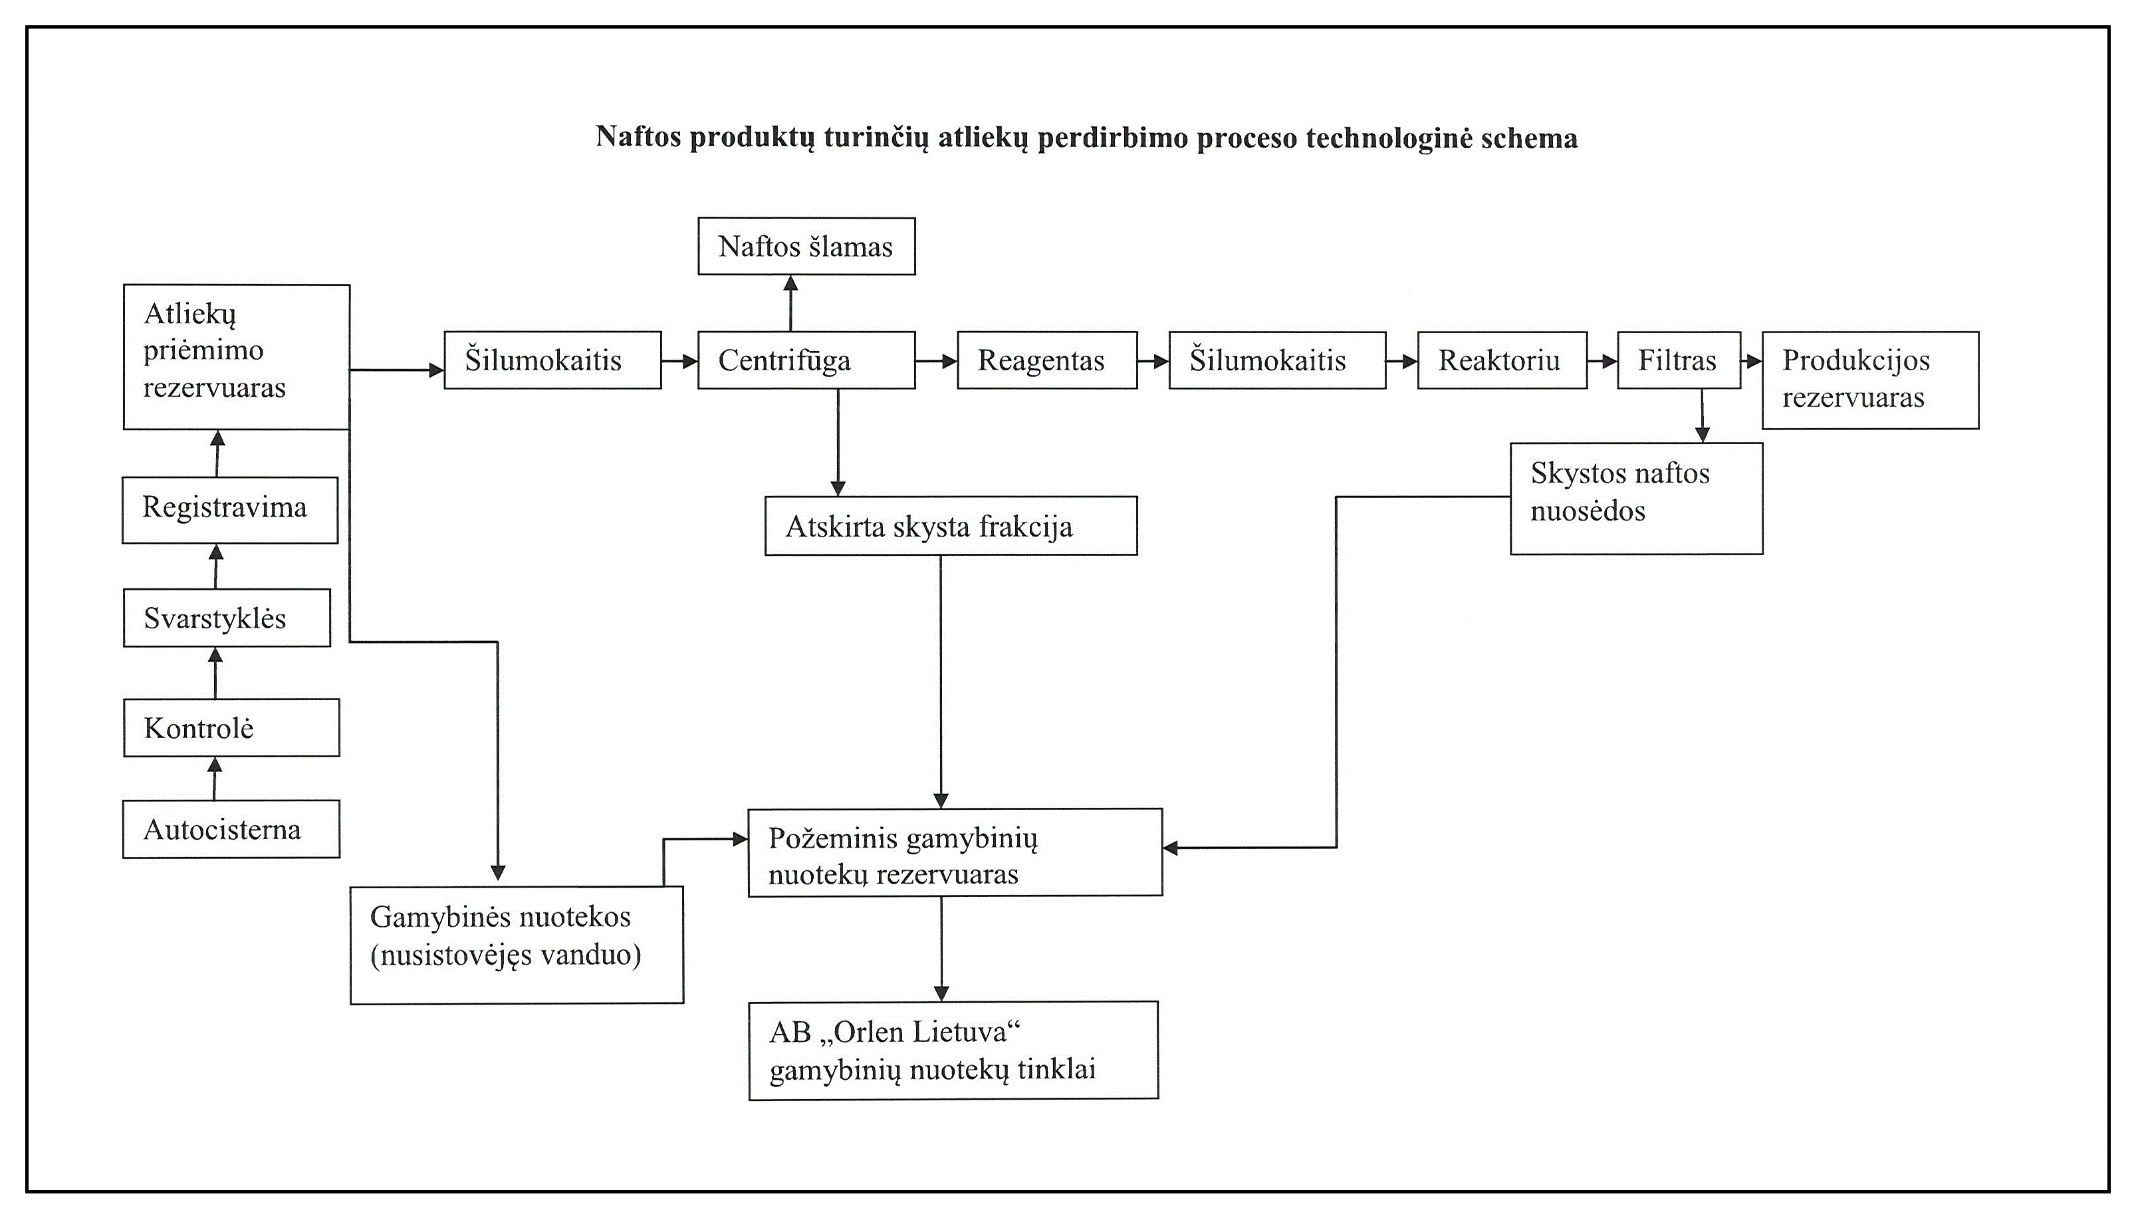 Naftos produktų turinčių atliekų perdirbimo proceso technologinė schema
Naftos šlamas
Atliekų
priėmimo
rezervuaras
Šilumokaitis
Centrifūga
Reagentas
Šilumokaitis
Reaktoriu
Filtras
Produkcijos
rezervuaras
Skystos naftos
nuosėdos
Registravima
Atskirta skysta frakcija
Svarstyklės
Kontrolė
Autocisterna
Požeminis gamybinių
nuotekų rezervuaras
Gamybinės nuotekos
(nusistovėjęs vanduo)
AB „Orlen Lietuva“
gamybinių nuotekų tinklai